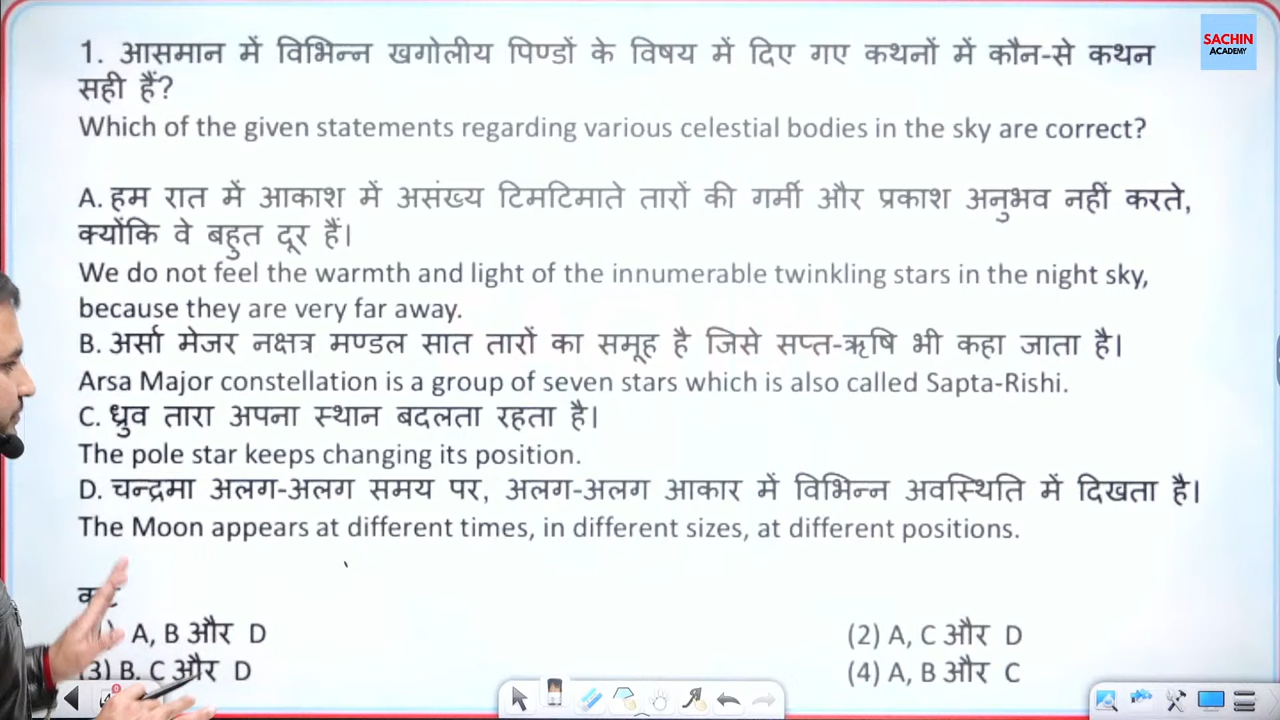 SACHIN
ACADEMY
1. आसमान में विभिन्न खगोलीय पिण्डों के विषय में दिए गए कथनों में कौन-से कथन
सही हैं?
Which of the given statements regarding various celestial bodies in the sky are correct?
A. हम रात में आकाश में असंख्य टिमटिमाते तारों की गर्मी और प्रकाश अनुभव नहीं करते,
क्योंकि वे बहुत दूर हैं।
We do not feel the warmth and light of the innumerable twinkling stars in the night sky,
because they are very far away.
B. अर्सा मेजर नक्षत्र मण्डल सात तारों का समूह है जिसे सप्त-ऋषि भी कहा जाता है।
Arsa Major constellation is a group of seven stars which is also called Sapta-Rishi.
C. ध्रुव तारा अपना स्थान बदलता रहता है।
The pole star keeps changing its position.
D. चन्द्रमा अलग-अलग समय पर, अलग-अलग आकार में विभिन्न अवस्थिति में दिखता है।
The Moon appears at different times, in different sizes, at different positions.
A, B और D
(2) A, C और D
3) B, C और D
(4) A, B और C